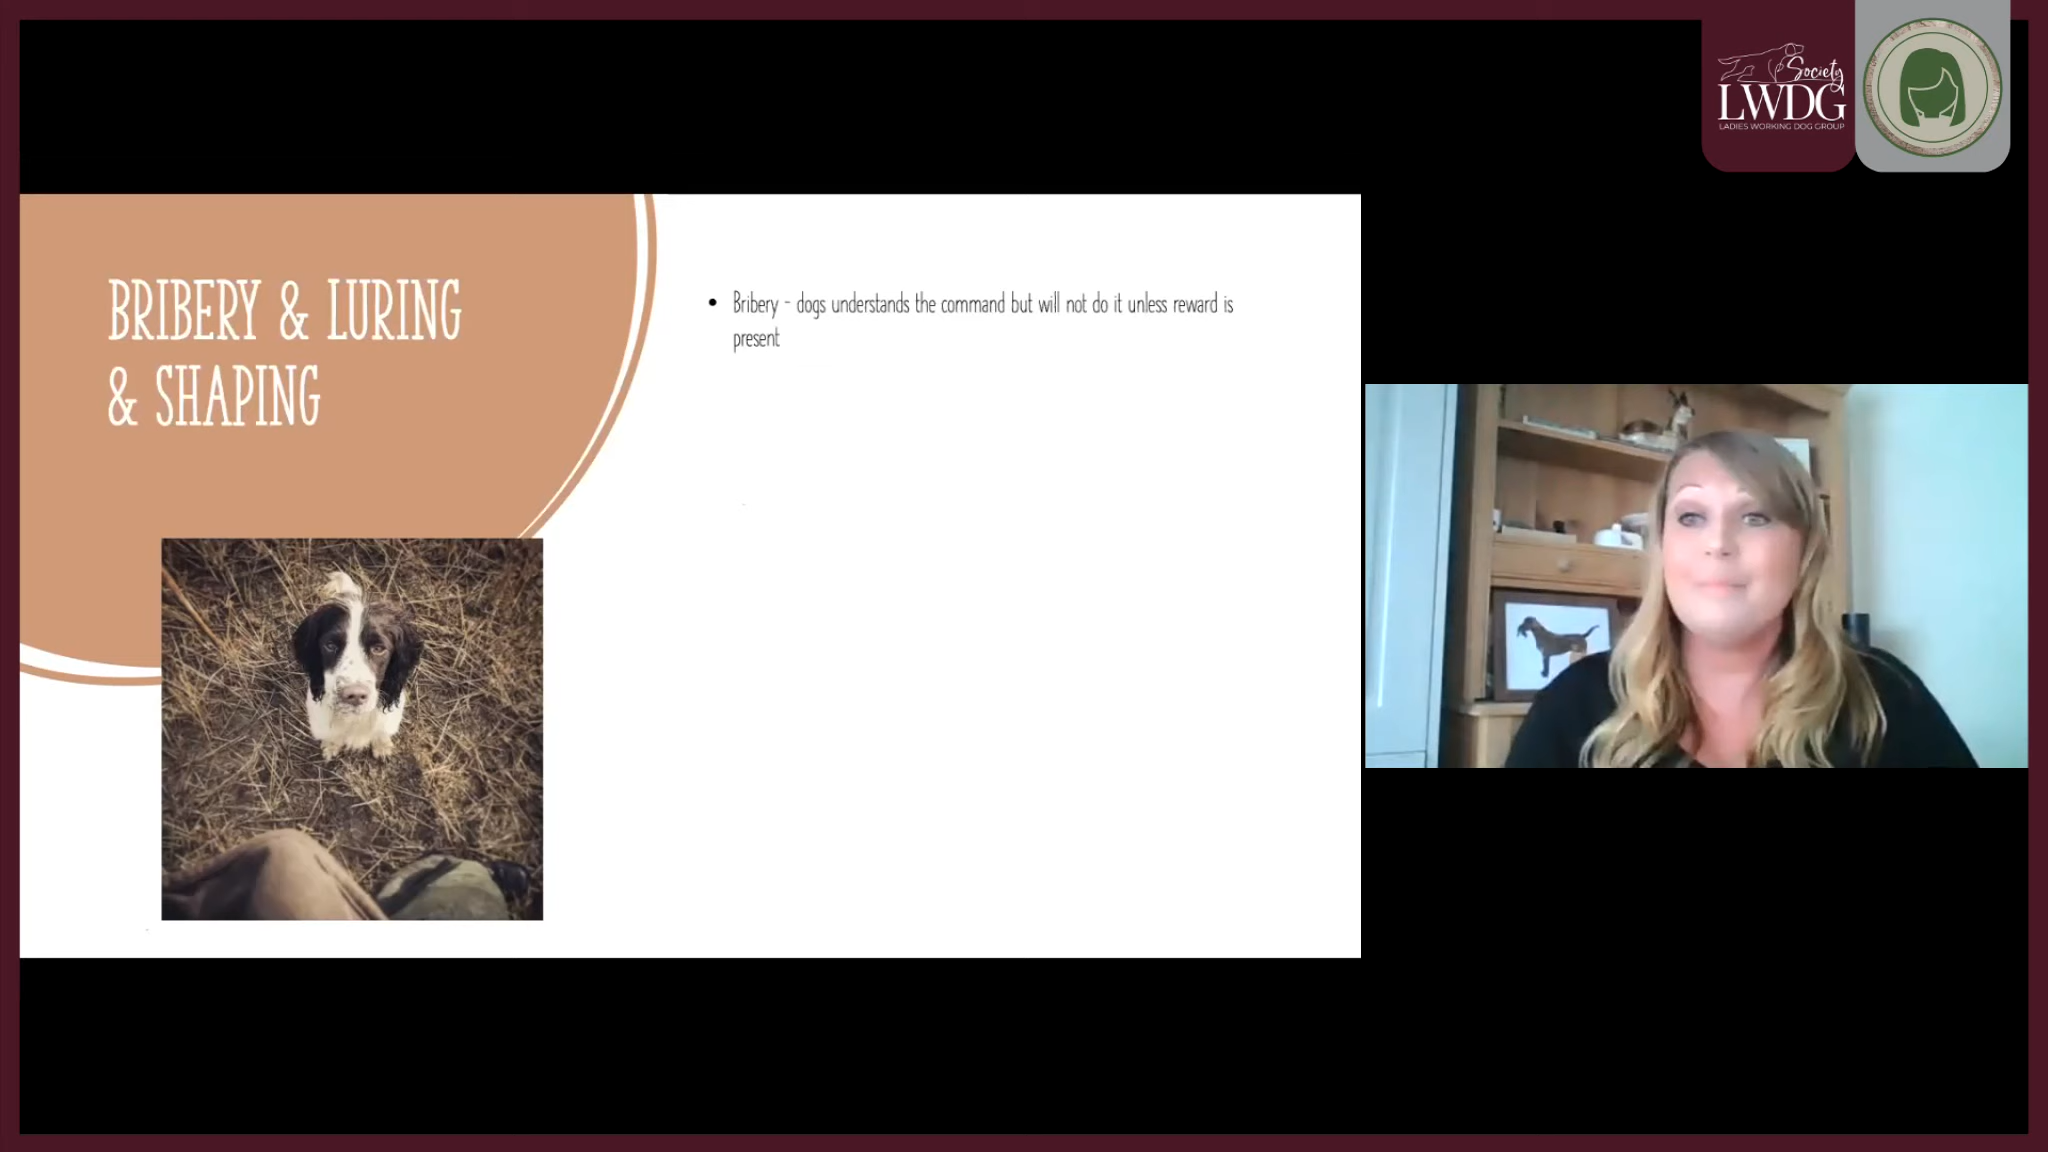 Society
LWDG
LADIES WORKING DOG GROUP
BRIBERY & LURING
& SHAPING
• Bribery - dogs understands the command but will not do it unless reward is
present